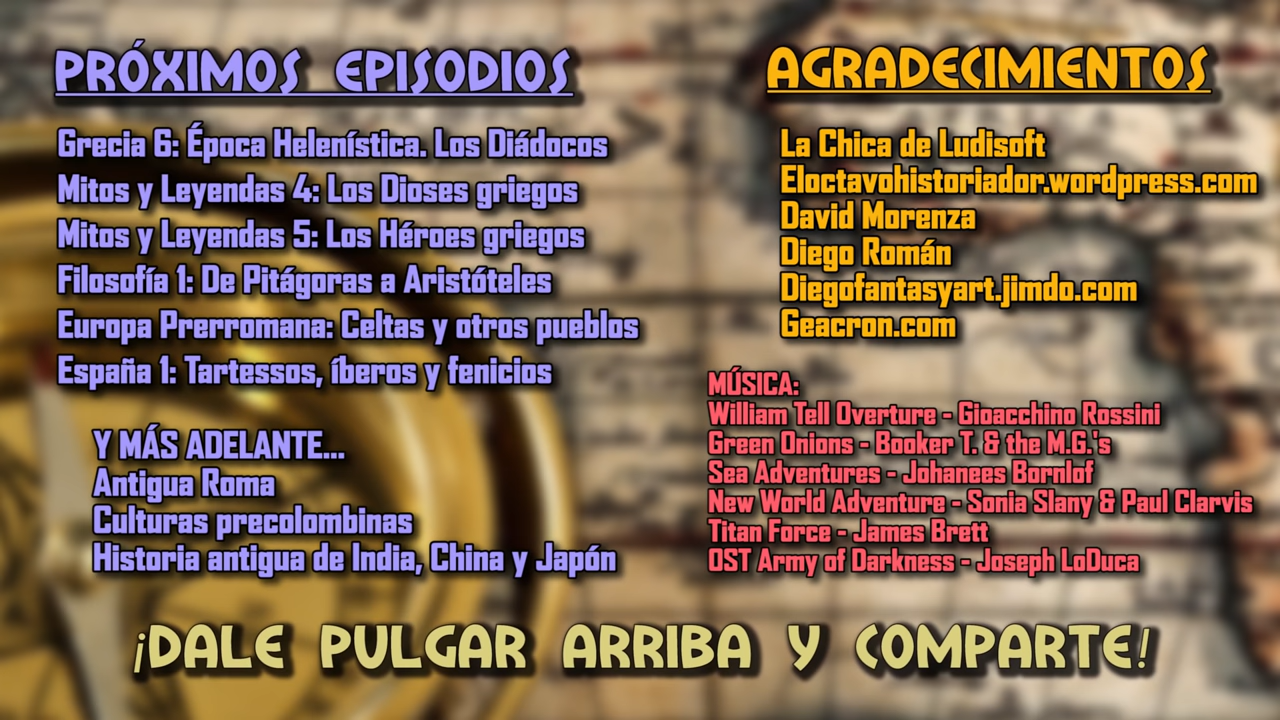 PRÓXIMOS EPISODIOS
Grecia 6: Época Helenística. Los Diádocos
Mitos y Leyendas 4: Los Dioses griegos
Mitos y Leyendas 5: Los Héroes griegos
Filosofía 1: De Pitágoras a Aristóteles
Europa Prerromana: Celtas y otros pueblos
España 1: Tartessos, íberos y fenicios
Y MÁS ADELANTE...
Antigua Roma
Culturas precolombinas
Historia antigua de India, China y Japón
AGRADECIMIENTOS
La Chica de Ludisoft
Eloctavohistoriador.wordpress.com
David Morenza
Diego Román
Diegofantasyart.jimdo.com
Geacron.com
MÚSICA:
William Tell Overture - Gioacchino Rossini
Green Onions - Booker T. & the M.G.'s
Sea Adventures - Johanees Bornlof
New World Adventure - Sonia Slany & Paul Clarvis
Titan Force - James Brett
OST Army of Darkness - Joseph LoDuca
¡DALE PULGAR ARRIBA Y COMPARTE!